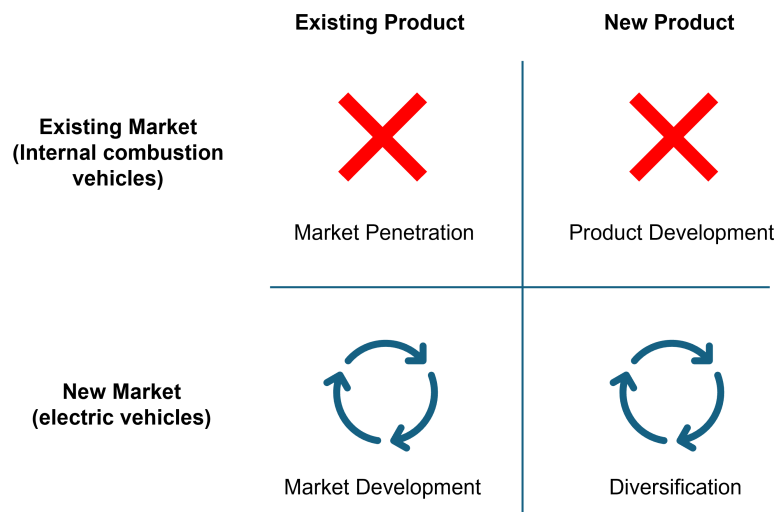 Existing Product
New Product
Existing Market
(Internal combustion
vehicles)
Market Penetration
Product Development
New Market
(electric vehicles)
Market Development
Diversification